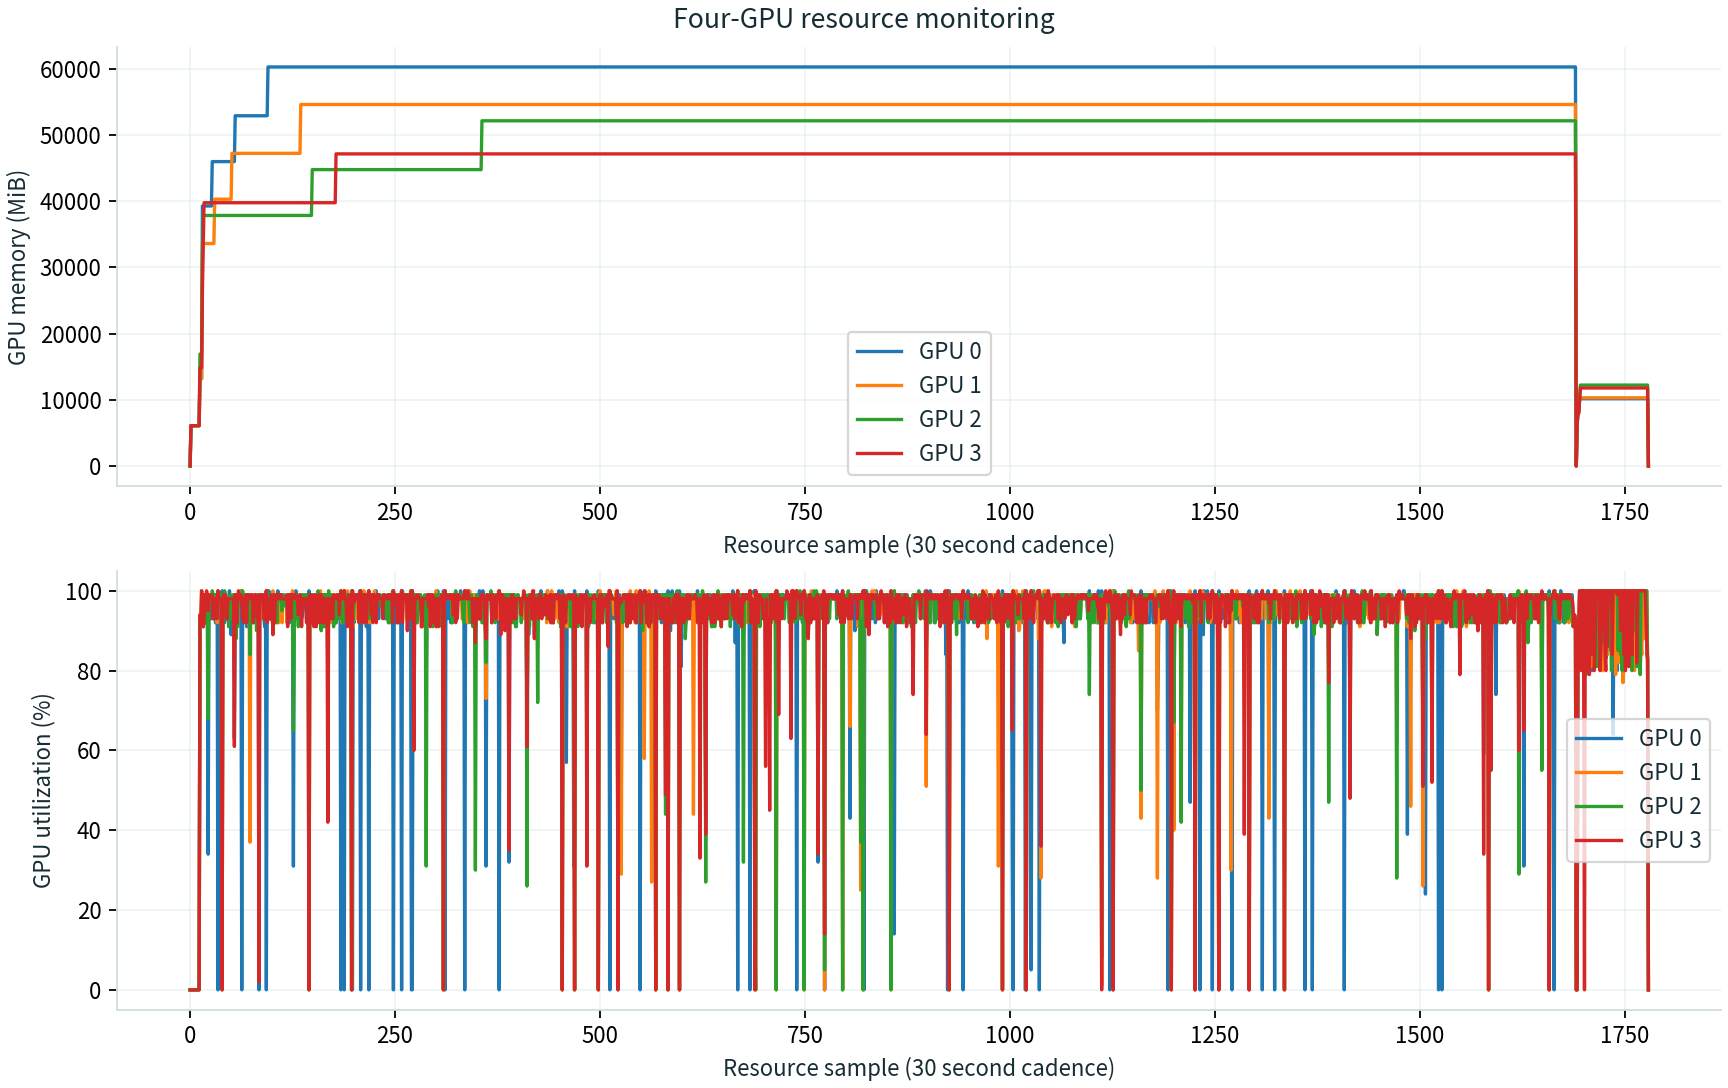 Four-GPU resource monitoring
GPU memory (MiB)
60000
50000
40000
30000
20000
10000
0
GPU 0
GPU 1
GPU 2
GPU 3
0 250 500 750 1000 1250 1500 1750
Resource sample (30 second cadence)
GPU utilization (%)
100
80
60
40
20
0
GPU 0
GPU 1
GPU 2
GPU 3
0 250 500 750 1000 1250 1500 1750
Resource sample (30 second cadence)